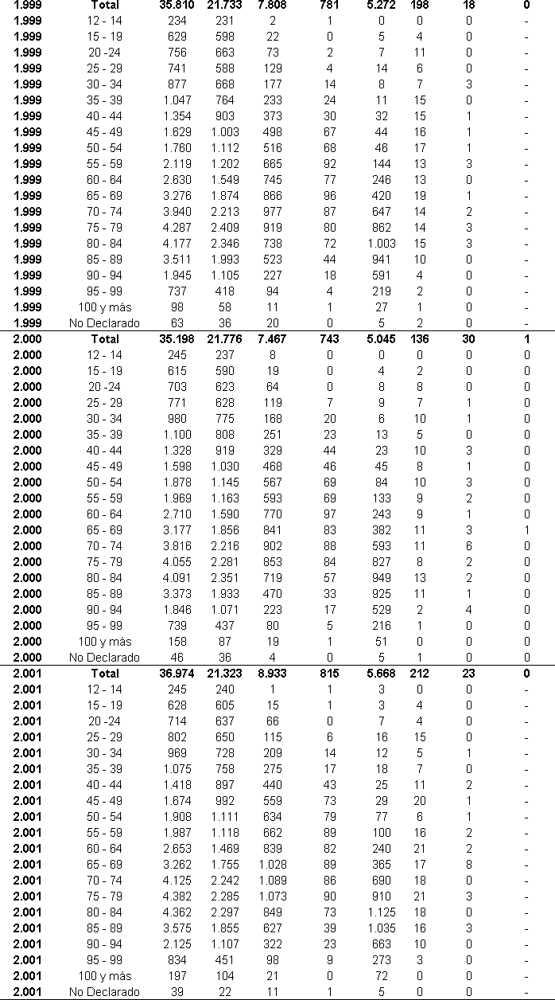 1.999 Total 35.810 21.733 7.808 781 5.272 198 18 0
1.999 12 - 14 234 231 2 1 0 0 0 -
1.999 15 - 19 629 598 22 0 5 4 0 -
1.999 20 -24 756 663 73 2 7 11 0 -
1.999 25 - 29 741 588 129 4 14 6 0 -
1.999 30 - 34 877 668 177 14 8 7 3 -
1.999 35 - 39 1.047 764 233 24 11 15 0 -
1.999 40 - 44 1.354 903 373 30 32 15 1 -
1.999 45 - 49 1.629 1.003 498 67 44 16 1 -
1.999 50 - 54 1.760 1.112 516 68 46 17 1 -
1.999 55 - 59 2.119 1.202 665 92 144 13 3 -
1.999 60 - 64 2.630 1.549 745 77 246 13 0 -
1.999 65 - 69 3.276 1.874 866 96 420 19 1 -
1.999 70 - 74 3.940 2.213 977 87 647 14 2 -
1.999 75 - 79 4.287 2.409 919 80 862 14 3 -
1.999 80 - 84 4.177 2.346 738 72 1.003 15 3 -
1.999 85 - 89 3.511 1.993 523 44 941 10 0 -
1.999 90 - 94 1.945 1.105 227 18 591 4 0 -
1.999 95 - 99 737 418 94 4 219 2 0 -
1.999 100 y más 98 58 11 1 27 1 0 -
1.999 No Declarado 63 36 20 0 5 2 0 -
2.000 Total 35.198 21.776 7.467 743 5.045 136 30 1
2.000 12 - 14 245 237 8 0 0 0 0 0
2.000 15 - 19 615 590 19 0 4 2 0 0
2.000 20 -24 703 623 64 0 8 8 0 0
2.000 25 - 29 771 628 119 7 9 7 1 0
2.000 30 - 34 980 775 168 20 6 10 1 0
2.000 35 - 39 1.100 808 251 23 13 5 0 0
2.000 40 - 44 1.328 919 329 44 23 10 3 0
2.000 45 - 49 1.598 1.030 468 46 45 8 1 0
2.000 50 - 54 1.878 1.145 567 69 84 10 3 0
2.000 55 - 59 1.969 1.163 593 69 133 9 2 0
2.000 60 - 64 2.710 1.590 770 97 243 9 1 0
2.000 65 - 69 3.177 1.856 841 83 382 11 3 1
2.000 70 - 74 3.816 2.216 902 88 593 11 6 0
2.000 75 - 79 4.055 2.281 853 84 827 8 2 0
2.000 80 - 84 4.091 2.351 719 57 949 13 2 0
2.000 85 - 89 3.373 1.933 470 33 925 11 1 0
2.000 90 - 94 1.846 1.071 223 17 529 2 4 0
2.000 95 - 99 739 437 80 5 216 1 0 0
2.000 100 y más 158 87 19 1 51 0 0 0
2.000 No Declarado 46 36 4 0 5 1 0 0
2.001 Total 36.974 21.323 8.933 815 5.668 212 23 0
2.001 12 - 14 245 240 1 1 3 0 0 -
2.001 15 - 19 628 605 15 1 3 4 0 -
2.001 20 -24 714 637 66 0 7 4 0 -
2.001 25 - 29 802 650 115 6 16 15 0 -
2.001 30 - 34 969 728 209 14 12 5 1 -
2.001 35 - 39 1.075 758 275 17 18 7 0 -
2.001 40 - 44 1.418 897 440 43 25 11 2 -
2.001 45 - 49 1.674 992 559 73 29 20 1 -
2.001 50 - 54 1.908 1.111 634 79 77 6 1 -
2.001 55 - 59 1.987 1.118 662 89 100 16 2 -
2.001 60 - 64 2.653 1.469 839 82 240 21 2 -
2.001 65 - 69 3.262 1.755 1.028 89 365 17 8 -
2.001 70 - 74 4.125 2.242 1.089 86 690 18 0 -
2.001 75 - 79 4.382 2.285 1.073 90 910 21 3 -
2.001 80 - 84 4.362 2.297 849 73 1.125 18 0 -
2.001 85 - 89 3.575 1.855 627 39 1.035 16 3 -
2.001 90 - 94 2.125 1.107 322 23 663 10 0 -
2.001 95 - 99 834 451 98 9 273 3 0 -
2.001 100 y más 197 104 21 0 72 0 0 -
2.001 No Declarado 39 22 11 1 5 0 0 -